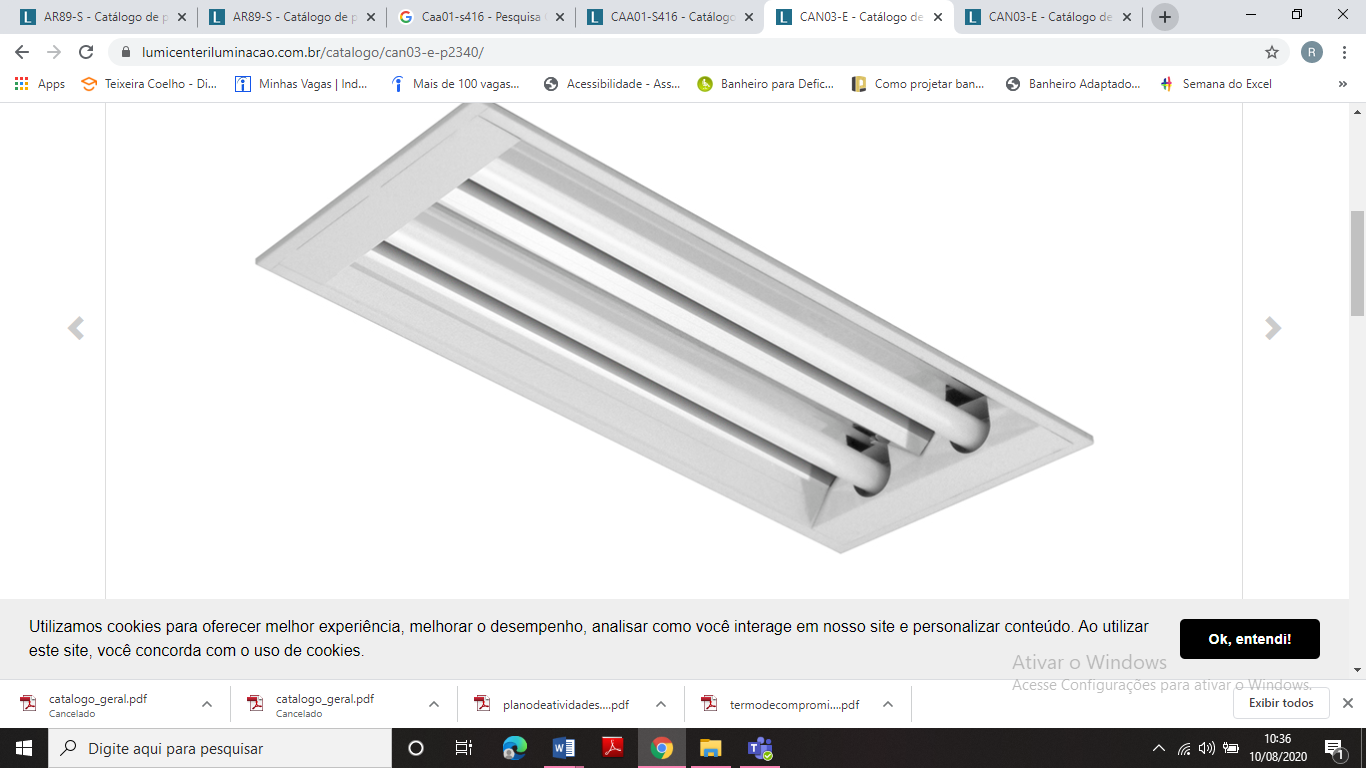 AR89-S - Catálogo de p
AR89-S - Catálogo de p
Caa01-s416 - Pesquisa
CAA01-S416 - Catálogo
CAN03-E - Catálogo de
CAN03-E - Catálogo de
lumicenteriluminacao.com.br/catalogo/can03-e-p2340/
R
Apps
Teixeira Coelho - Di...
Minhas Vagas | Ind...
Mais de 100 vagas...
Acessibilidade - Ass...
Banheiro para Defic...
Como projetar ban...
Banheiro Adaptado...
Semana do Excel
»
Utilizamos cookies para oferecer melhor experiência, melhorar o desempenho, analisar como você interage em nosso site e personalizar conteúdo. Ao utilizar
este site, você concorda com o uso de cookies.
Ok, entendi!
Ativar o Windows
Acesse Configurações para ativar o Windows.
catalogo_geral.pdf
Cancelado
catalogo_geral.pdf
Cancelado
planodeatividades....pdf
termodecompromi....pdf
Exibir todos
Digite aqui para pesquisar
10:36
10/08/2020
1